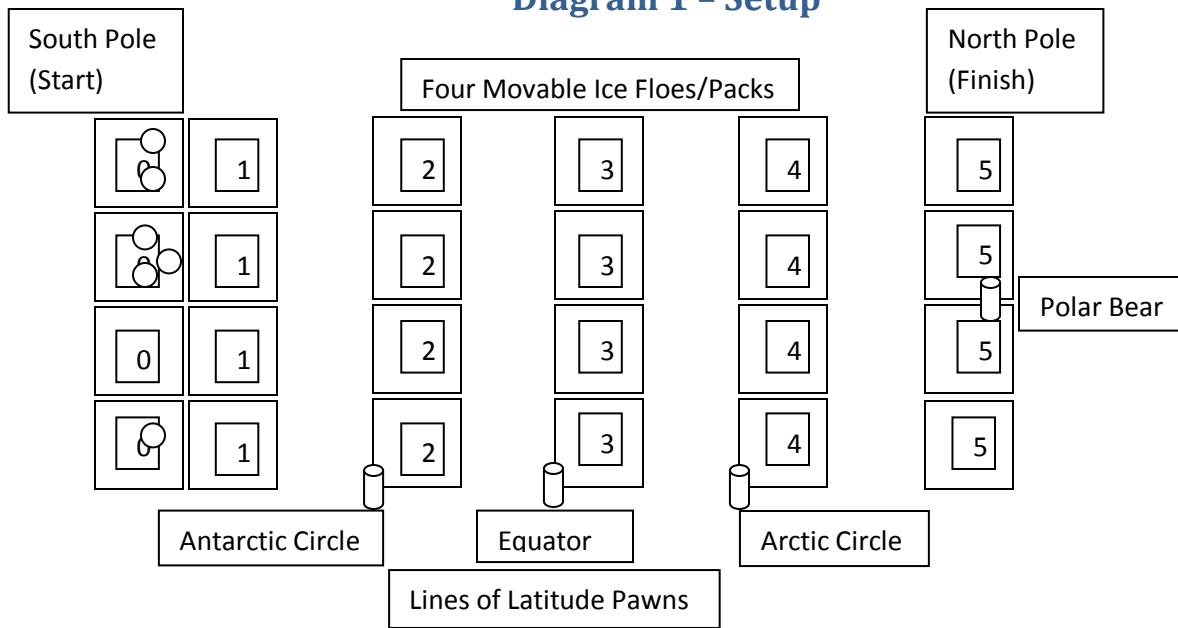 Diagram 1 – Setup
South Pole
(Start)
Four Movable Ice Floes/Packs
North Pole
(Finish)
0 1 2 3 4 5
1 2 3 4 5
Polar Bear
0 1 2 3 4 5
0 1 2 3 4 5
Antarctic Circle
Equator
Arctic Circle
Lines of Latitude Pawns